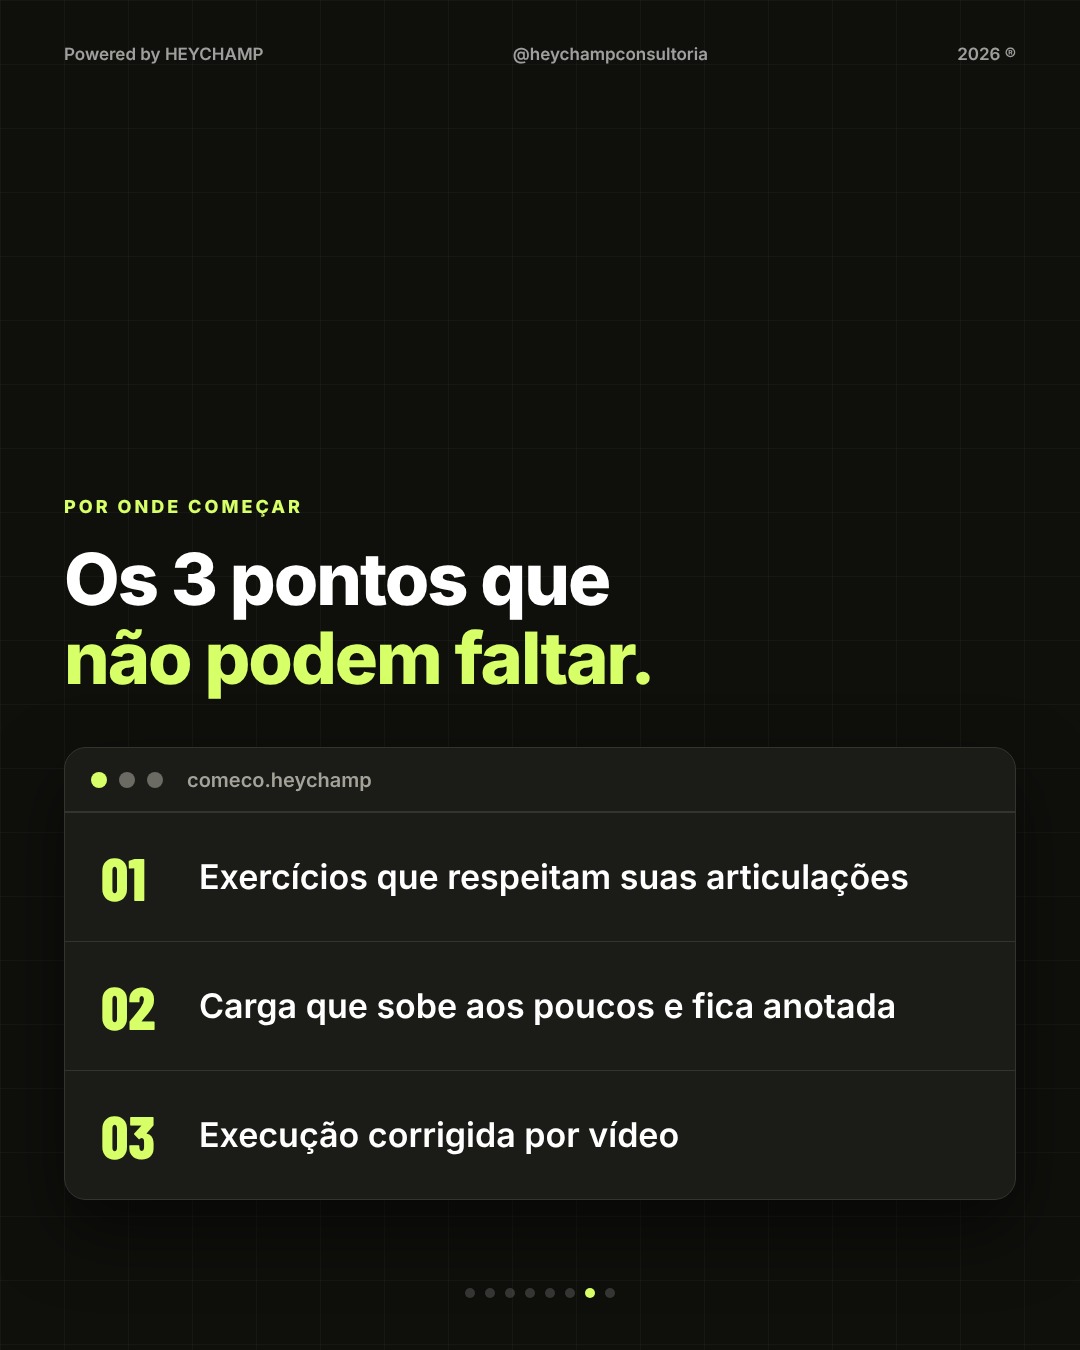 Powered by HEYCHAMP
@heychampconsultoria
2026 ®
POR ONDE COMEÇAR
Os 3 pontos que
não podem faltar.
comeco.heychamp
01 Exercícios que respeitam suas articulações
02 Carga que sobe aos poucos e fica anotada
03 Execução corrigida por vídeo